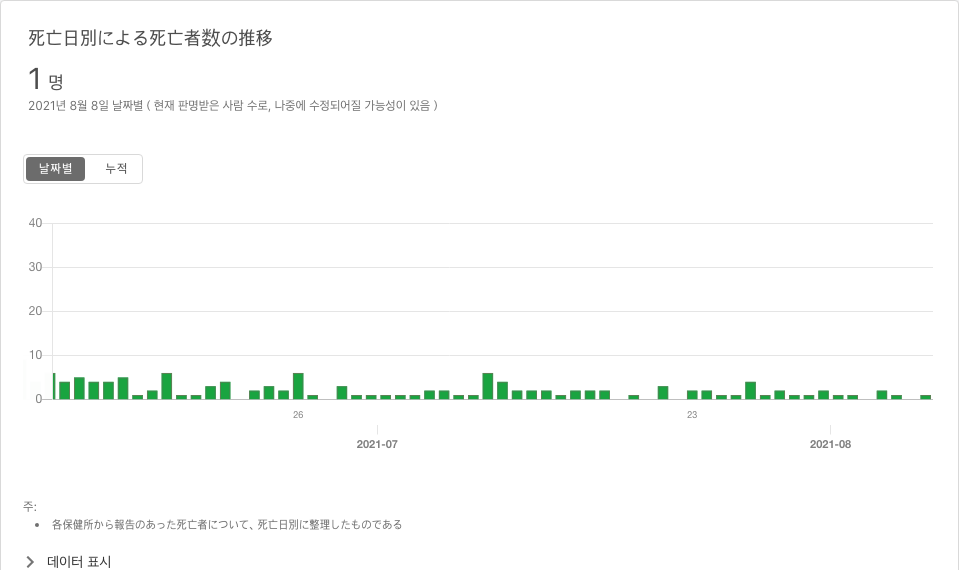 死亡日別による死亡者数の推移
1 명
2021년 8월 8일 날짜별 ( 현재 판명받은 사람 수로, 나중에 수정되어질 가능성이 있음 )
날짜별 누적
40
30
20
10
0
26 23
2021-07 2021-08
주:
• 各保健所から報告のあった死亡者について、死亡日別に整理したものである
데이터 표시